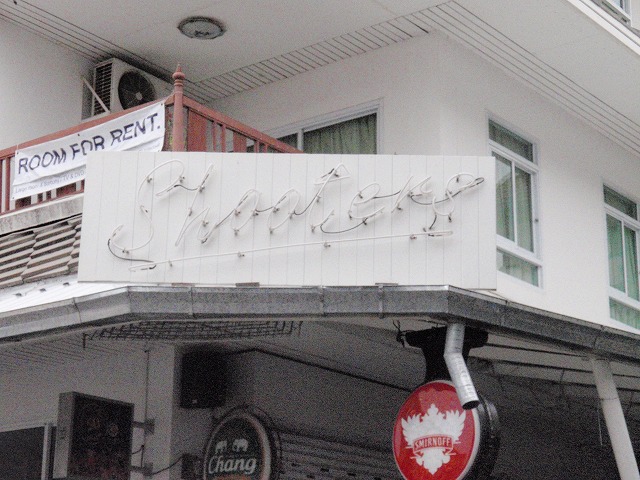 ROOM FOR RENT.
Shooters
SMIRNOFF
Chang